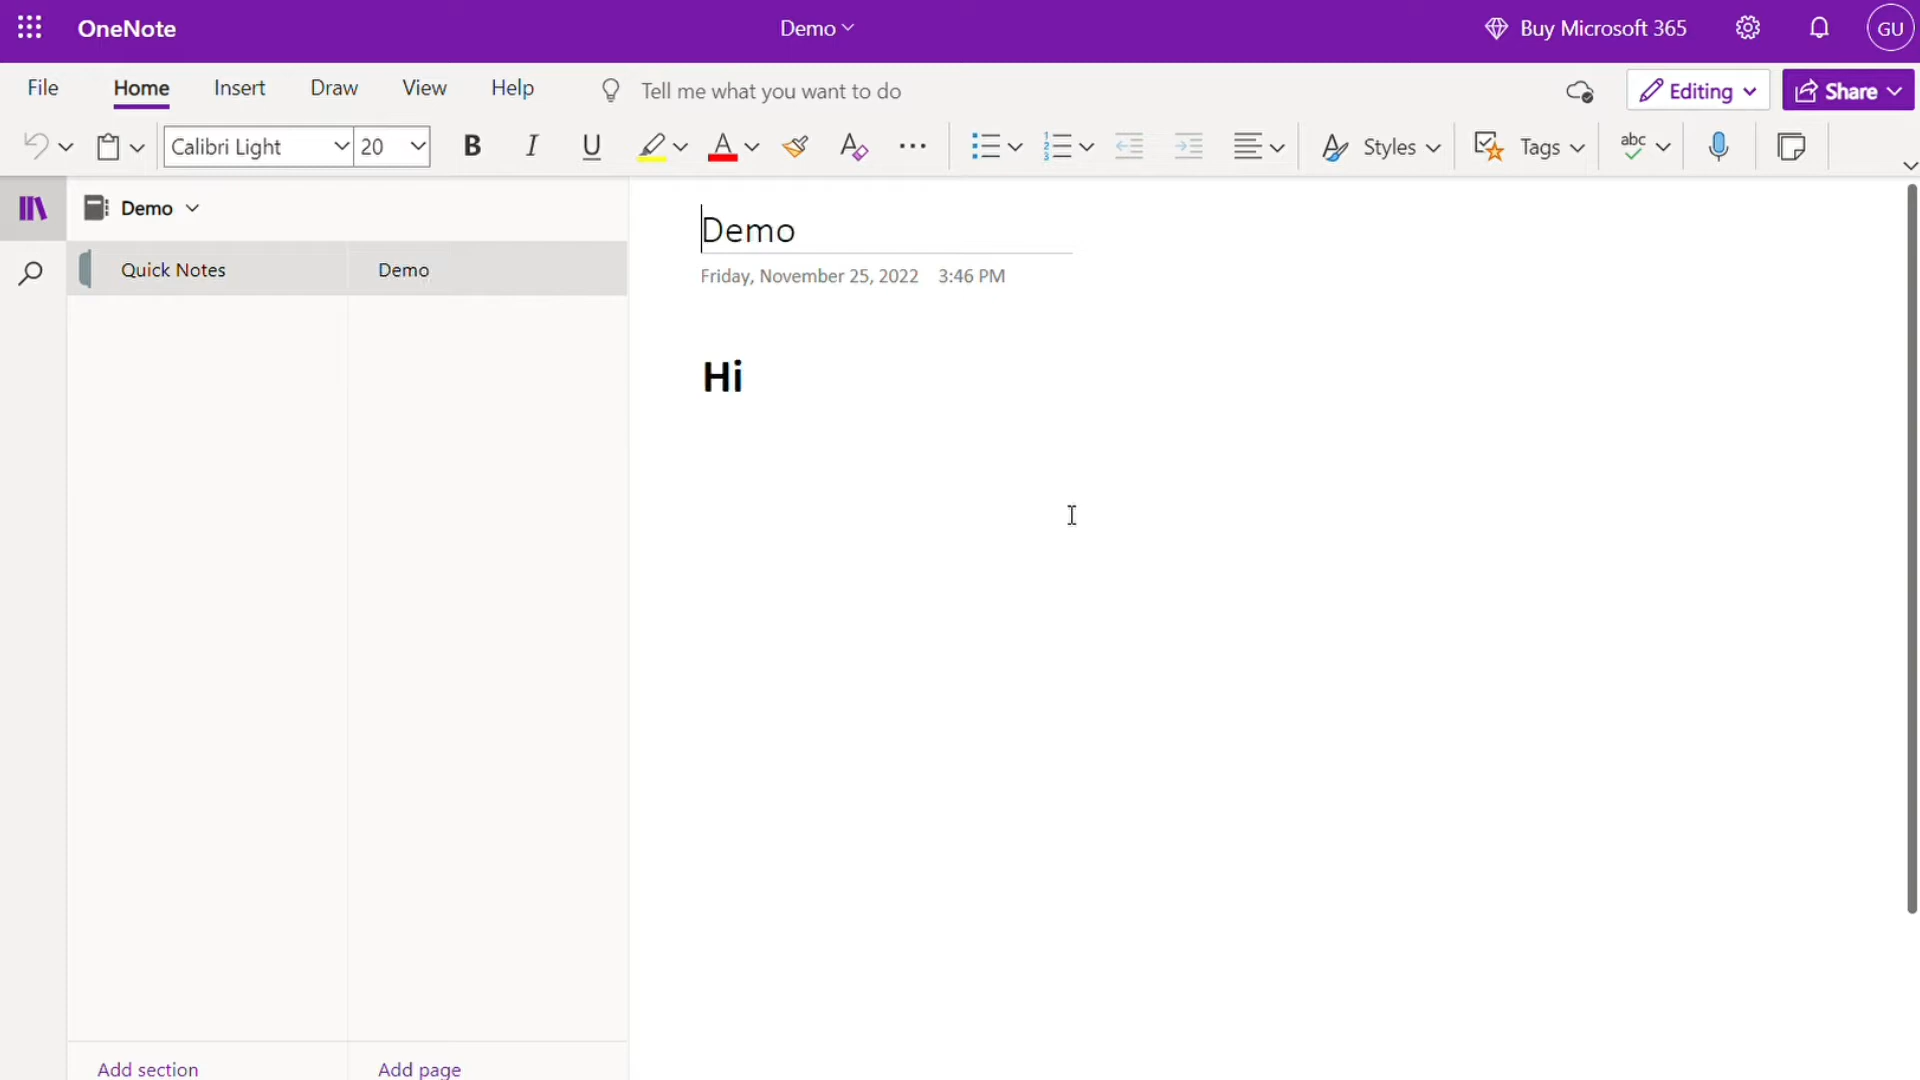 OneNote
Demo
Buy Microsoft 365
GU
File Home Insert Draw View Help Tell me what you want to do Editing Share
Calibri Light 20 B I U A A Styles Tags abc
Demo
Quick Notes
Demo
Demo
Friday, November 25, 2022 3:46 PM
Hi
Add section
Add page